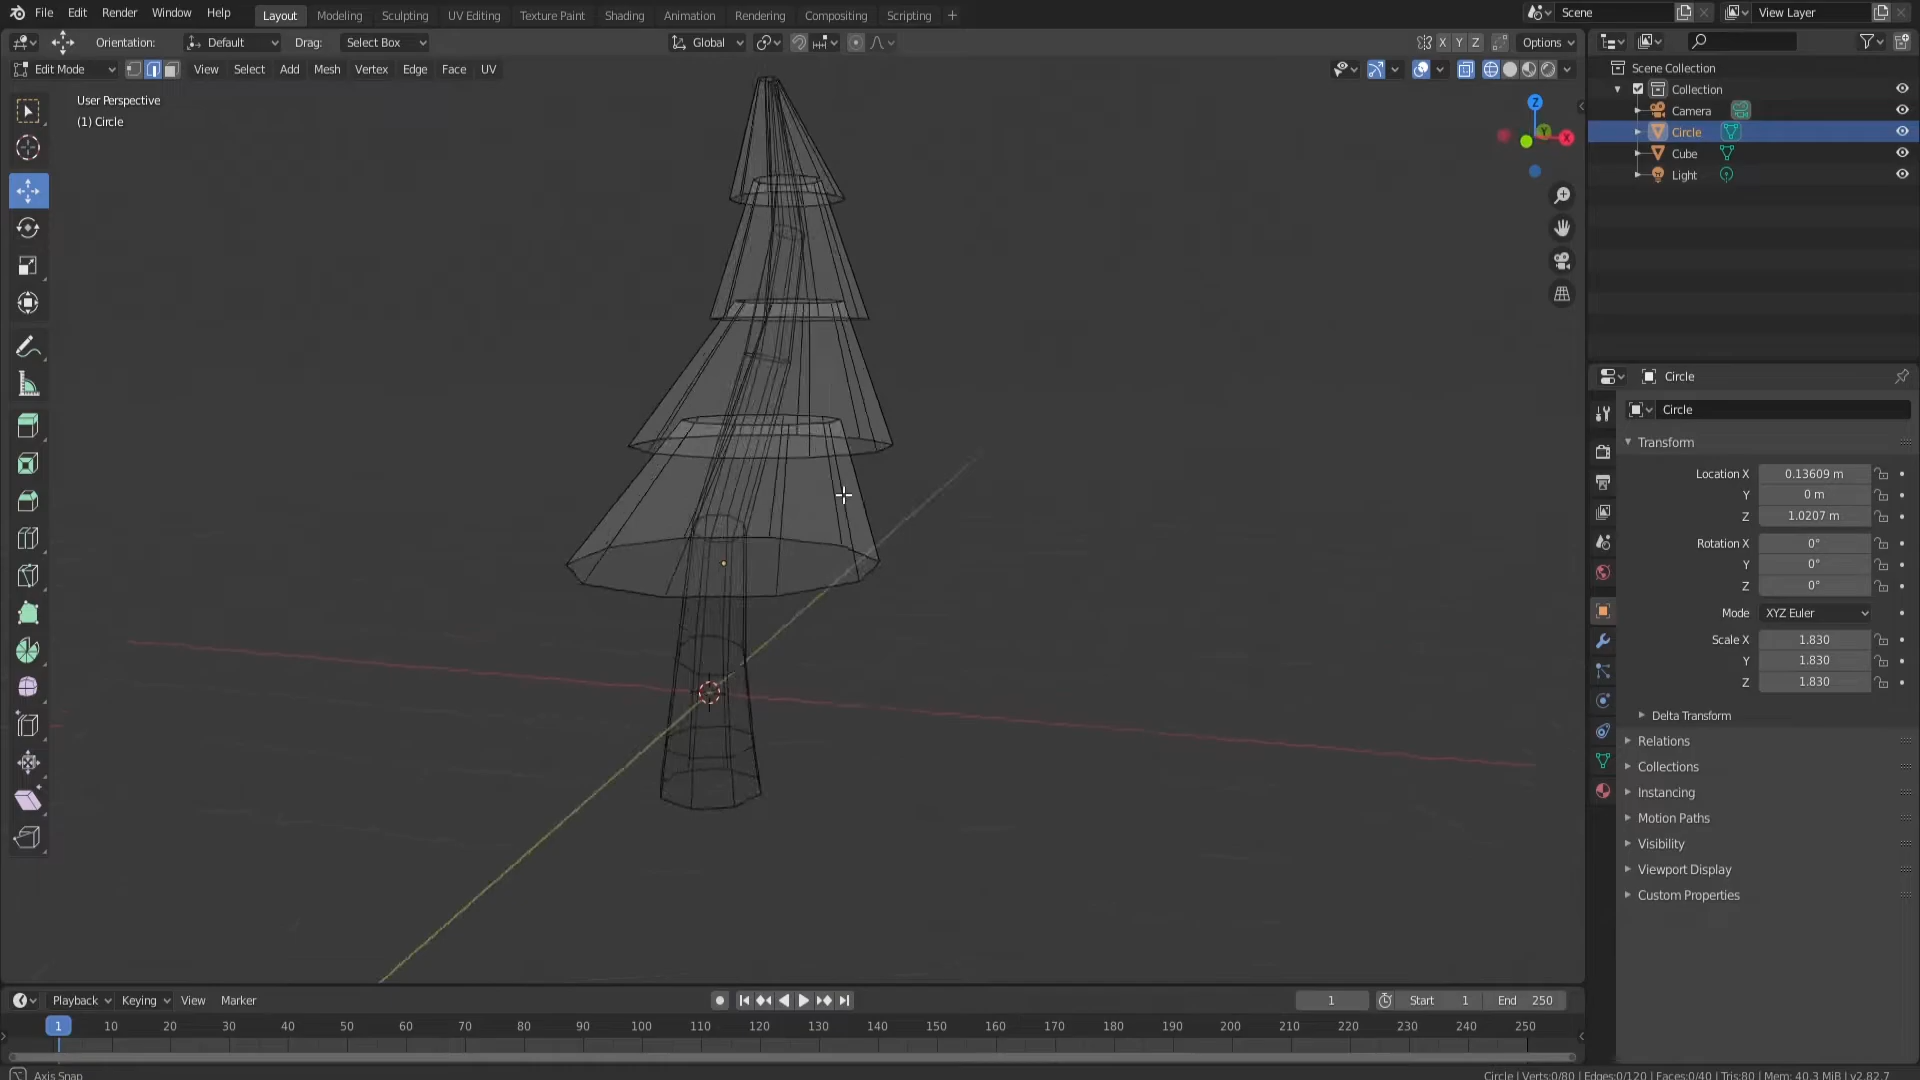 File Edit Render Window Help Layout Modeling Sculpting UV Editing Texture Paint Shading Animation Rendering Compositing Scripting + Scene View Layer
Orientation: Default Drag: Select Box Global X Y Z Options
Edit Mode View Select Add Mesh Vertex Edge Face UV
User Perspective
(1) Circle
Z
X
Y
Scene Collection
Collection
Camera
Circle
Cube
Light
Circle
Circle
Transform
Location X 0.13609 m
Y 0 m
Z 1.0207 m
Rotation X 0°
Y 0°
Z 0°
Mode XYZ Euler
Scale X 1.830
Y 1.830
Z 1.830
Delta Transform
Relations
Collections
Instancing
Motion Paths
Visibility
Viewport Display
Custom Properties
Playback Keying View Marker 1 Start 1 End 250
1 10 20 30 40 50 60 70 80 90 100 110 120 130 140 150 160 170 180 190 200 210 220 230 240 250
Axis Snap
Circle | Verts:0/80 | Edges:0/120 | Faces:0/40 | Tris:80 | Mem: 40.3 MiB | v2.82.7